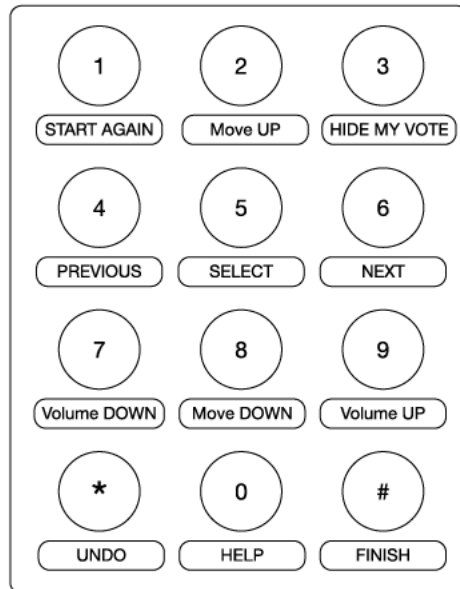 1 2 3
START AGAIN Move UP HIDE MY VOTE
4 5 6
PREVIOUS SELECT NEXT
7 8 9
Volume DOWN Move DOWN Volume UP
* 0 #
UNDO HELP FINISH